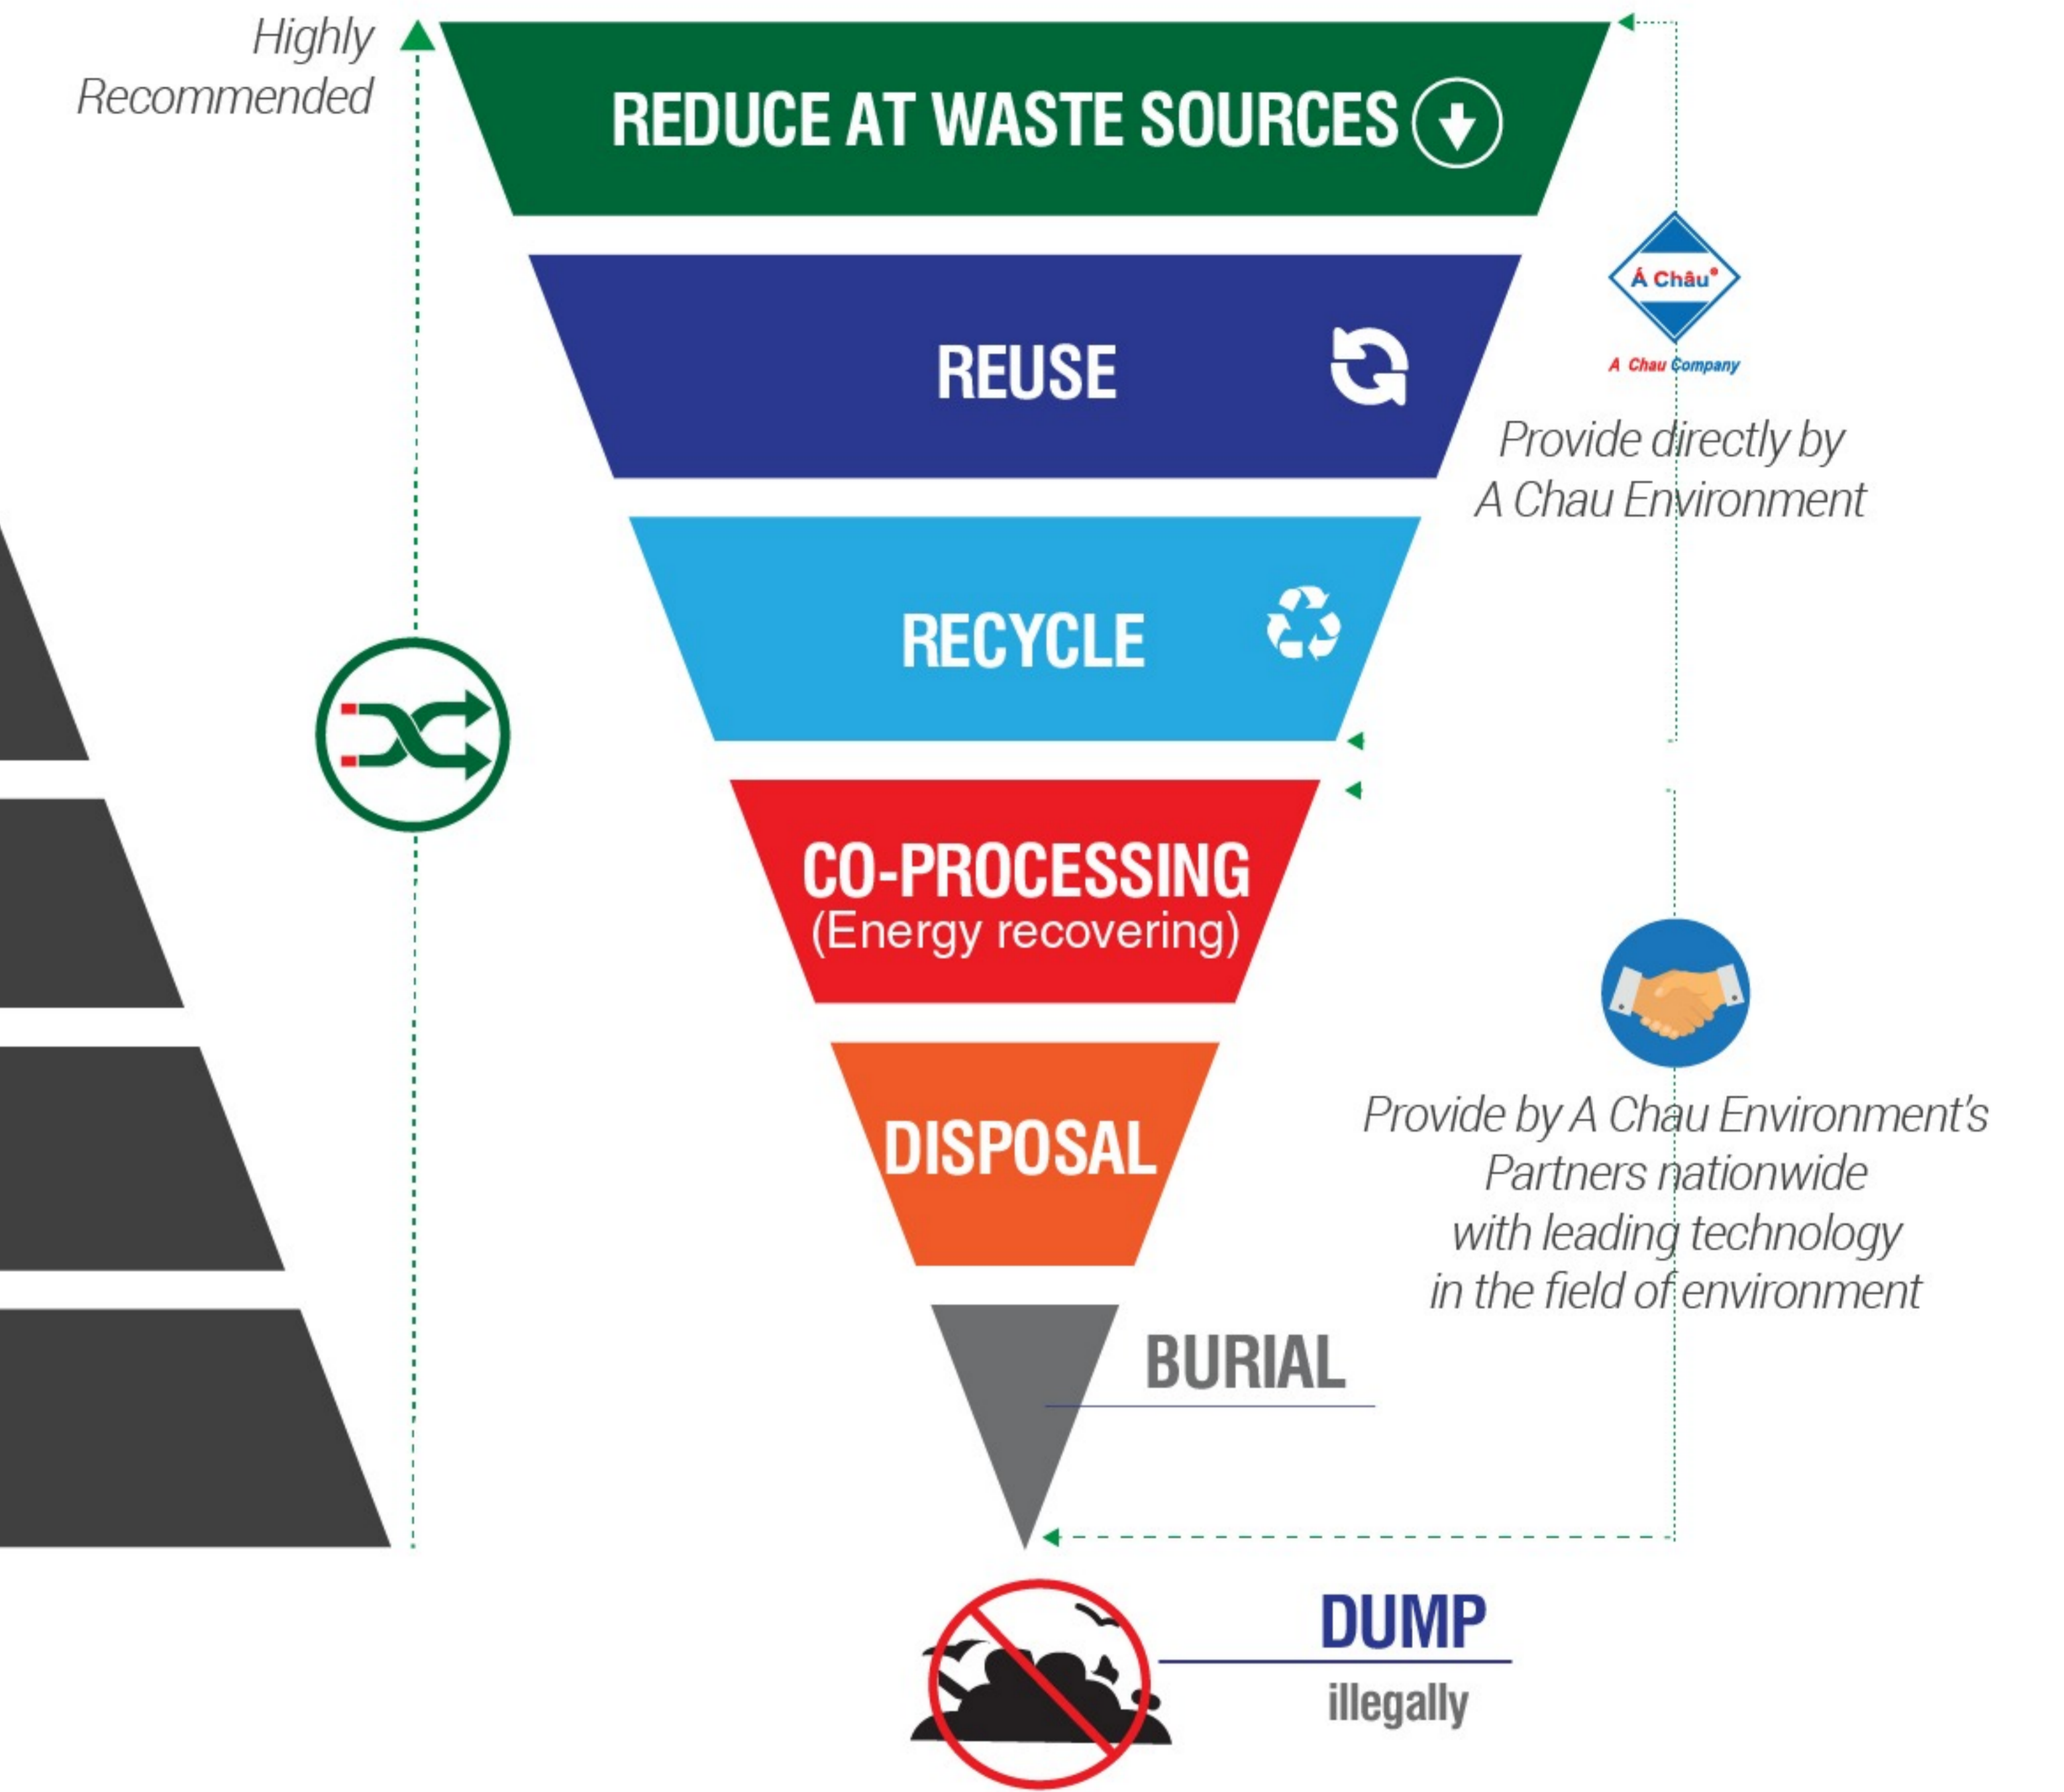 Highly
Recommended
REDUCE AT WASTE SOURCES
REUSE
Á Châu
A Chau Company
Provide directly by
A Chau Environment
RECYCLE
CO-PROCESSING
(Energy recovering)
DISPOSAL
Provide by A Chau Environment's
Partners nationwide
with leading technology
in the field of environment
BURIAL
DUMP
illegally